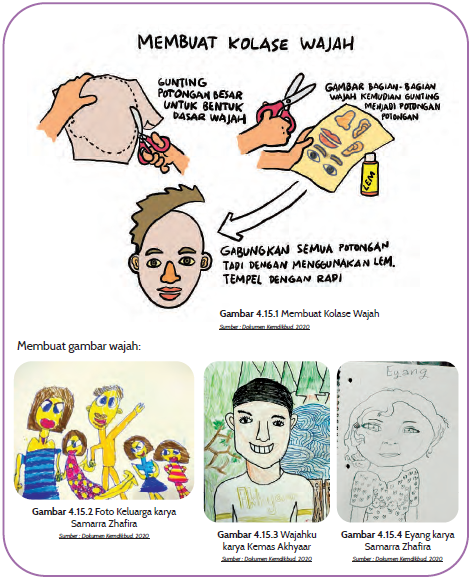 MEMBUAT KOLASE WAJAH
GUNTING
POTONGAN BESAR
UNTUK BENTUK
DASAR WAJAH
GAMBAR BAGIAN-BAGIAN
WAJAH KEMUDIAN GUNTING
MENJADI POTONGAN
POTONGAN
LEM
GABUNGKAN SEMUA POTONGAN
TADI DENGAN MENGGUNAKAN LEM.
TEMPEL DENGAN RAPI
Gambar 4.15.1 Membuat Kolase Wajah
Sumber : Dokumen Kemdikbud, 2020
Membuat gambar wajah:
Eyang
Gambar 4.15.2 Foto Keluarga karya
Samarra Zhafira
Sumber : Dokumen Kemdikbud, 2020
Gambar 4.15.3 Wajahku
karya Kemas Akhyaar
Sumber : Dokumen Kemdikbud, 2020
Gambar 4.15.4 Eyang karya
Samarra Zhafira
Sumber : Dokumen Kemdikbud, 2020